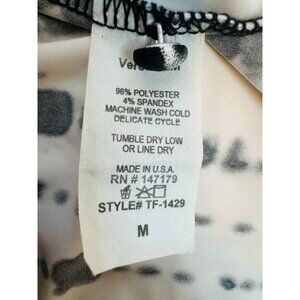 96% POLYESTER
4% SPANDEX
MACHINE WASH COLD
DELICATE CYCLE
TUMBLE DRY LOW
OR LINE DRY
MADE IN U.S.A.
RN # 147179
STYLE# TF-1429
M